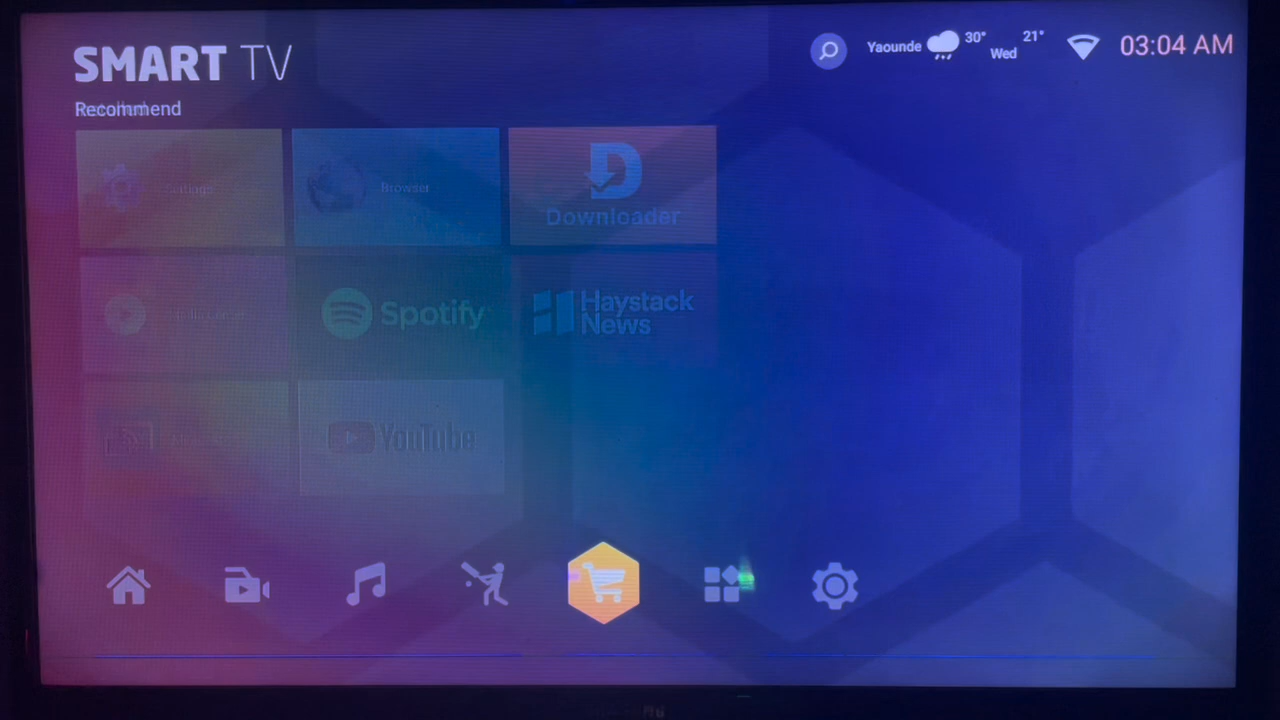 SMART TV
Yaounde 30° Wed 21° 03:04 AM
Recommend
Settings
Browser
Downloader
Spotify
Haystack
News
YouTube